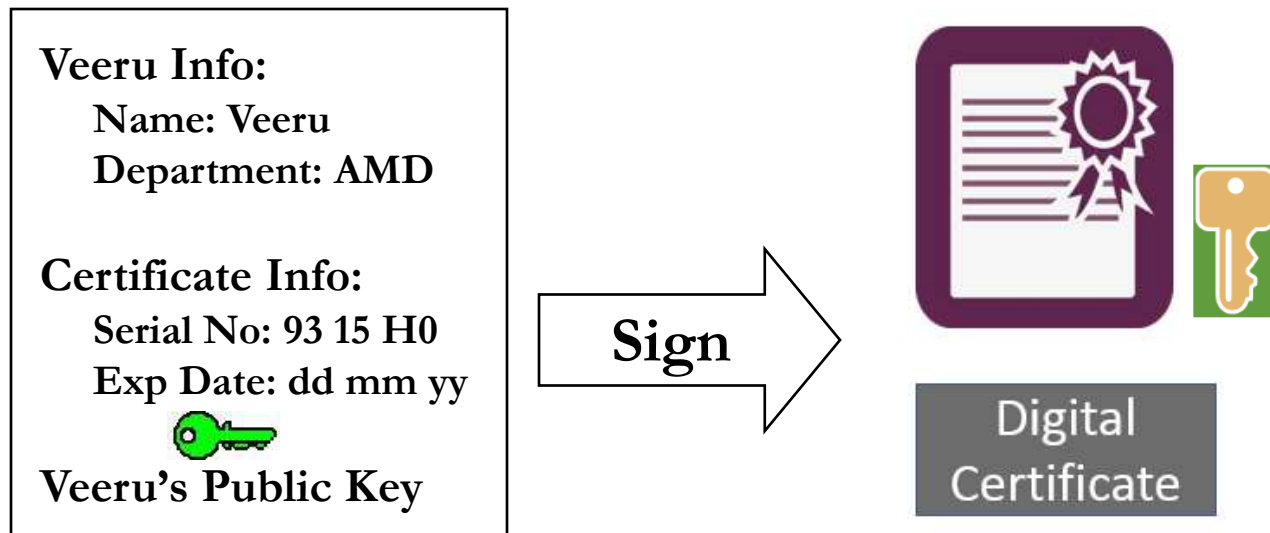 Veeru Info:
Name: Veeru
Department: AMD
Certificate Info:
Serial No: 93 15 H0
Exp Date: dd mm yy
Veeru’s Public Key
Sign
Digital
Certificate